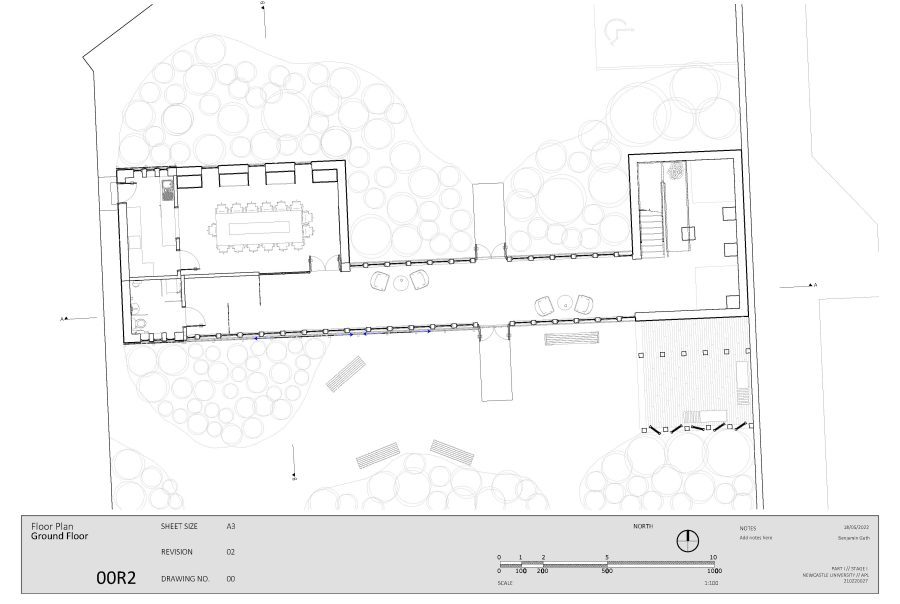 B
A
A
B
Floor Plan
Ground Floor
00R2
SHEET SIZE A3
REVISION 02
DRAWING NO. 00
NORTH
0 1 2 5 10
0 100 200 500 1000
SCALE 1:100
NOTES
Add notes here
18/05/2022
Benjamin Gath
PART I // STAGE I
NEWCASTLE UNIVERSITY // APL
210221027